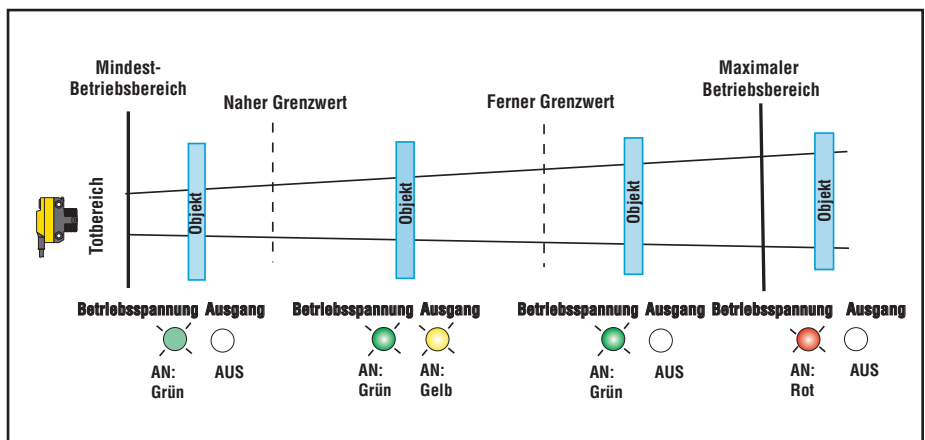 Mindest-
Betriebsbereich
Naher Grenzwert
Ferner Grenzwert
Maximaler
Betriebsbereich
Totbereich
Objekt
Objekt
Objekt
Objekt
Betriebsspannung Ausgang
AN:
Grün
AUS
Betriebsspannung Ausgang
AN:
Grün
AN:
Gelb
Betriebsspannung Ausgang
AN:
Grün
AUS
Betriebsspannung Ausgang
AN:
Rot
AUS